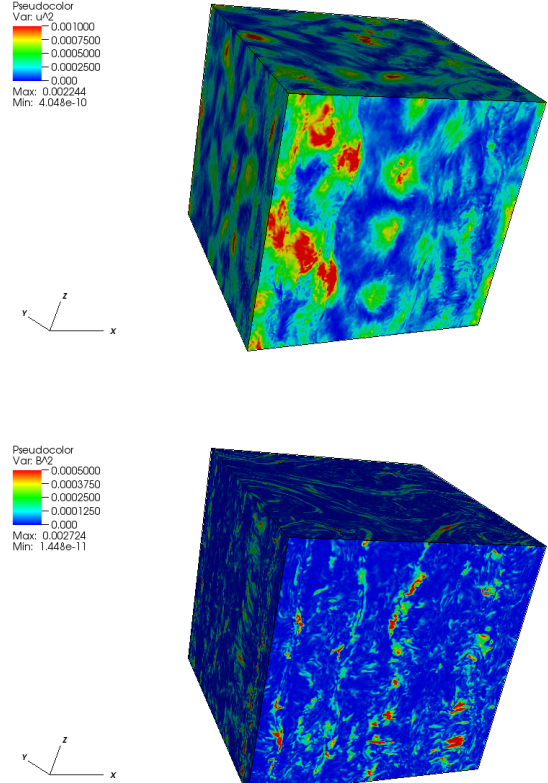 Pseudocolor
Var: u^2
0.001000
0.0007500
0.0005000
0.0002500
0.000
Max: 0.002244
Min: 4.048e-10
Z
Y
X
Pseudocolor
Var: B^2
0.0005000
0.0003750
0.0002500
0.0001250
0.000
Max: 0.002724
Min: 1.448e-11
Z
Y
X